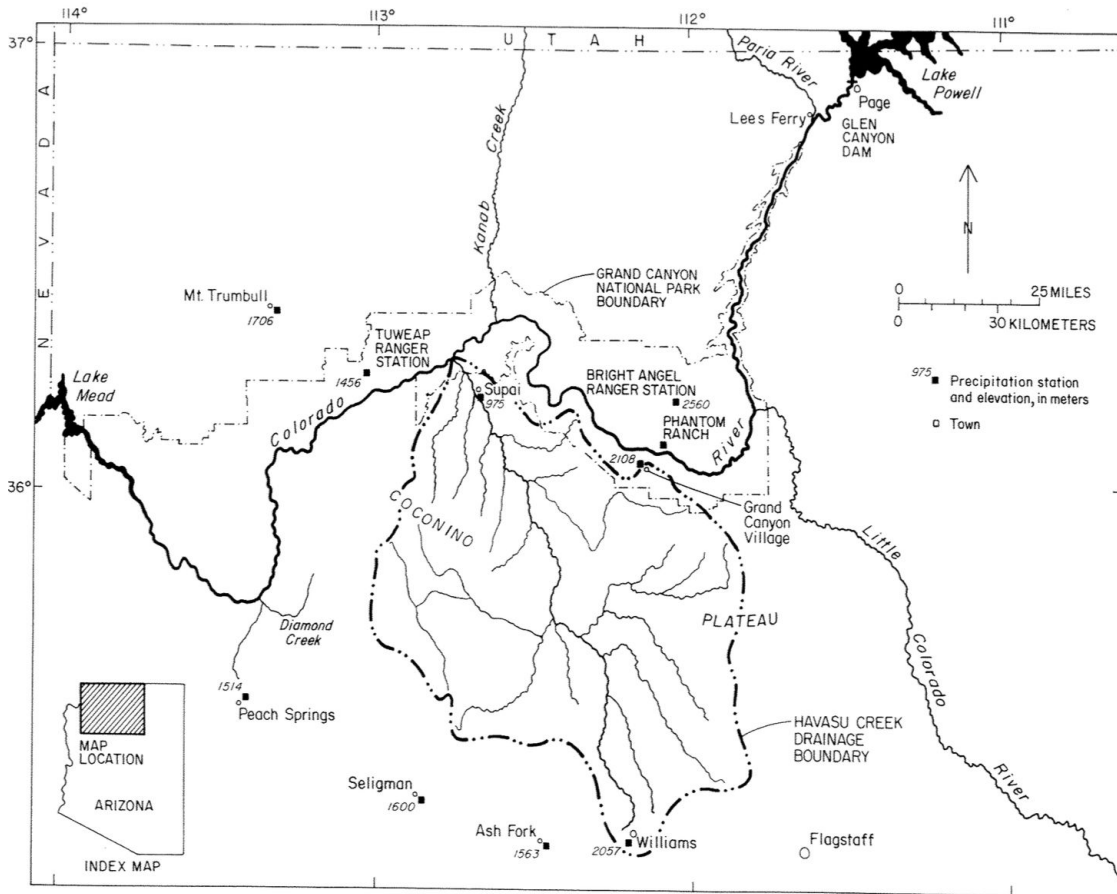 114°
113°
112°
111°
37°
UTAH
NEVADA
Paria River
Lake
Powell
Page
Lees Ferry
GLEN
CANYON
DAM
Kanab Creek
N
GRAND CANYON
NATIONAL PARK
BOUNDARY
0 25 MILES
0 30 KILOMETERS
Mt. Trumbull
1706
TUWEAP
RANGER
STATION
1456
Lake
Mead
Supai
975
BRIGHT ANGEL
RANGER STATION
2560
PHANTOM
RANCH
975 Precipitation station
and elevation, in meters
Town
Colorado River
2108
36°
Grand
Canyon
Village
COCONINO
PLATEAU
Little Colorado River
Diamond
Creek
1514
Peach Springs
MAP
LOCATION
ARIZONA
INDEX MAP
HAVASU CREEK
DRAINAGE
BOUNDARY
Seligman
1600
Ash Fork
1563
2057 Williams
Flagstaff